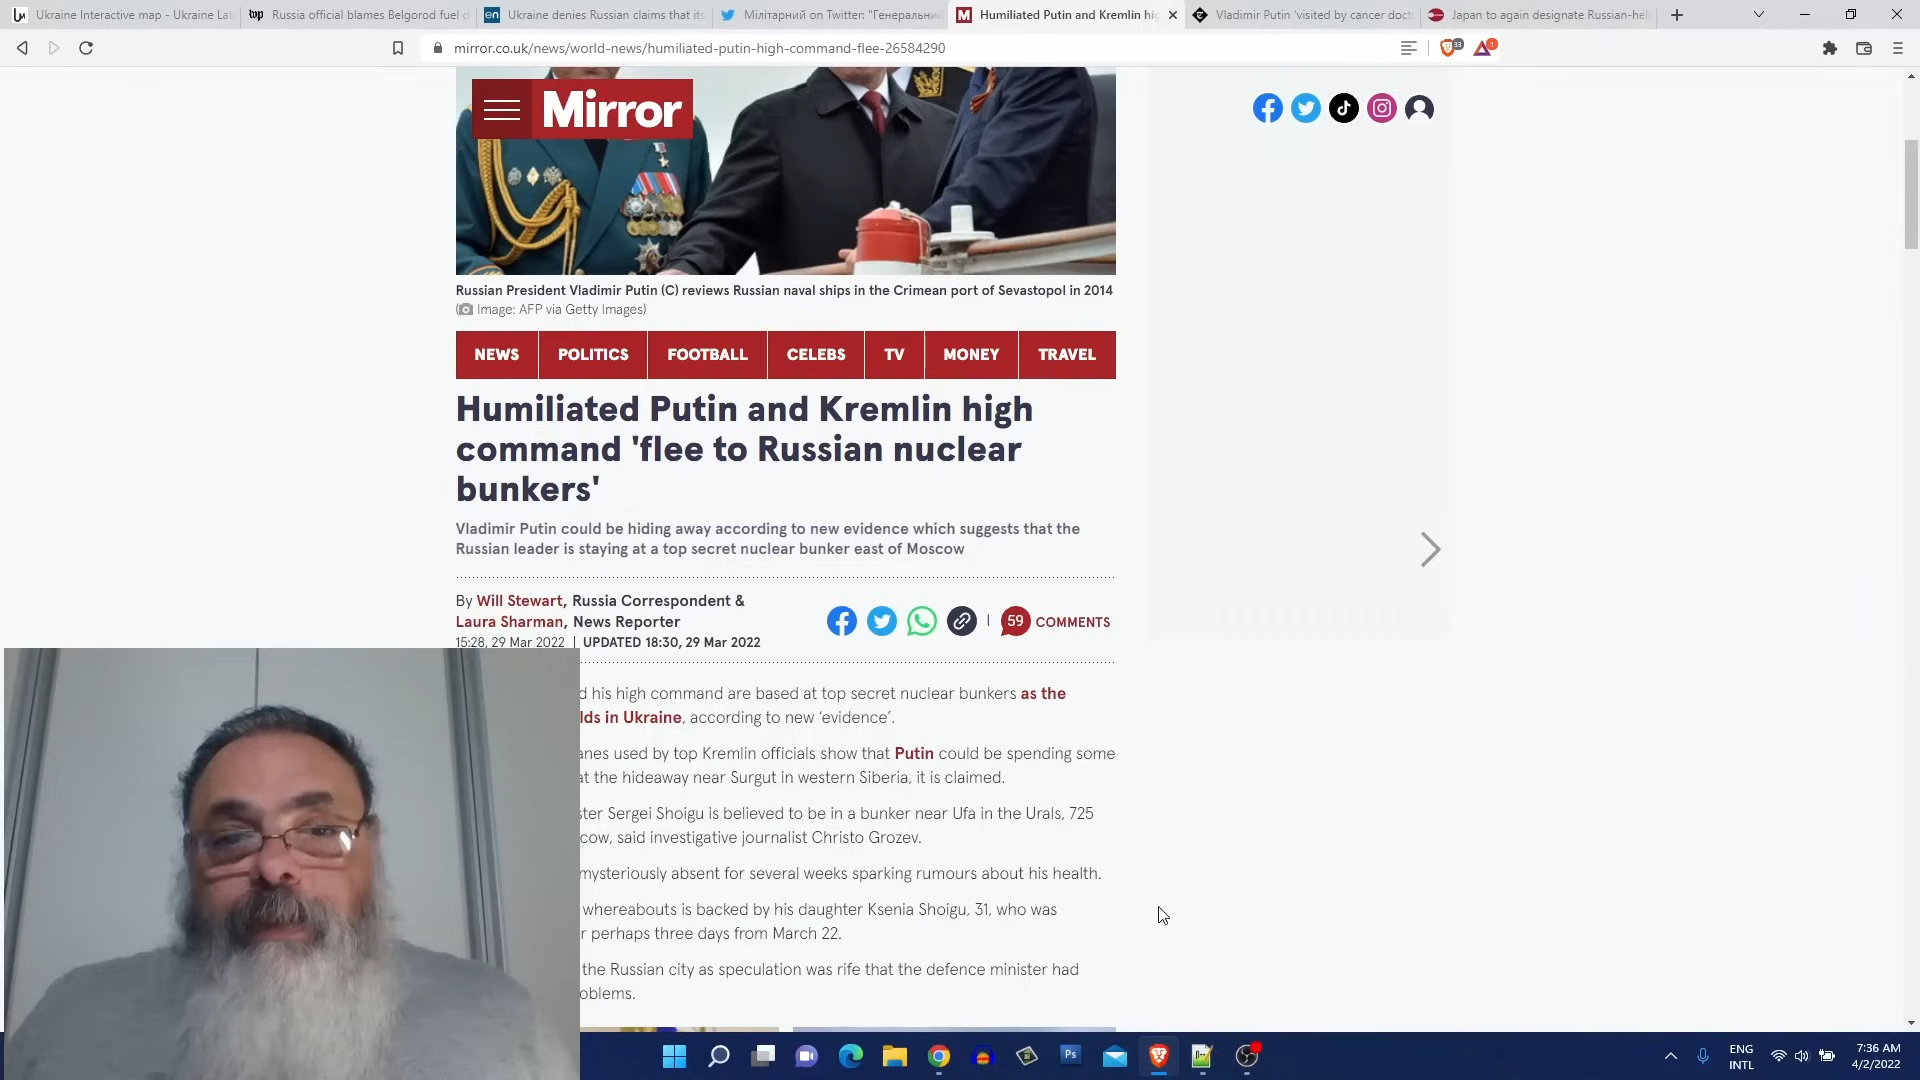 Ukraine Interactive map - Ukraine Lat
Russia official blames Belgorod fuel d
Ukraine denies Russian claims that its
Мілітарний on Twitter: "Генеральний
Humiliated Putin and Kremlin hig
Vladimir Putin 'visited by cancer doct
Japan to again designate Russian-hel
mirror.co.uk/news/world-news/humiliated-putin-high-command-flee-26584290
33
1
Mirror
Russian President Vladimir Putin (C) reviews Russian naval ships in the Crimean port of Sevastopol in 2014
(Image: AFP via Getty Images)
NEWS POLITICS FOOTBALL CELEBS TV MONEY TRAVEL
Humiliated Putin and Kremlin high
command 'flee to Russian nuclear
bunkers'
Vladimir Putin could be hiding away according to new evidence which suggests that the
Russian leader is staying at a top secret nuclear bunker east of Moscow
By Will Stewart, Russia Correspondent &
Laura Sharman, News Reporter
15:28, 29 Mar 2022 | UPDATED 18:30, 29 Mar 2022
59 COMMENTS
d his high command are based at top secret nuclear bunkers as the
lds in Ukraine, according to new ‘evidence’.
anes used by top Kremlin officials show that Putin could be spending some
at the hideaway near Surgut in western Siberia, it is claimed.
ster Sergei Shoigu is believed to be in a bunker near Ufa in the Urals, 725
cow, said investigative journalist Christo Grozev.
mysteriously absent for several weeks sparking rumours about his health.
whereabouts is backed by his daughter Ksenia Shoigu, 31, who was
r perhaps three days from March 22.
the Russian city as speculation was rife that the defence minister had
oblems.
Ps
ENG
INTL
7:36 AM
4/2/2022